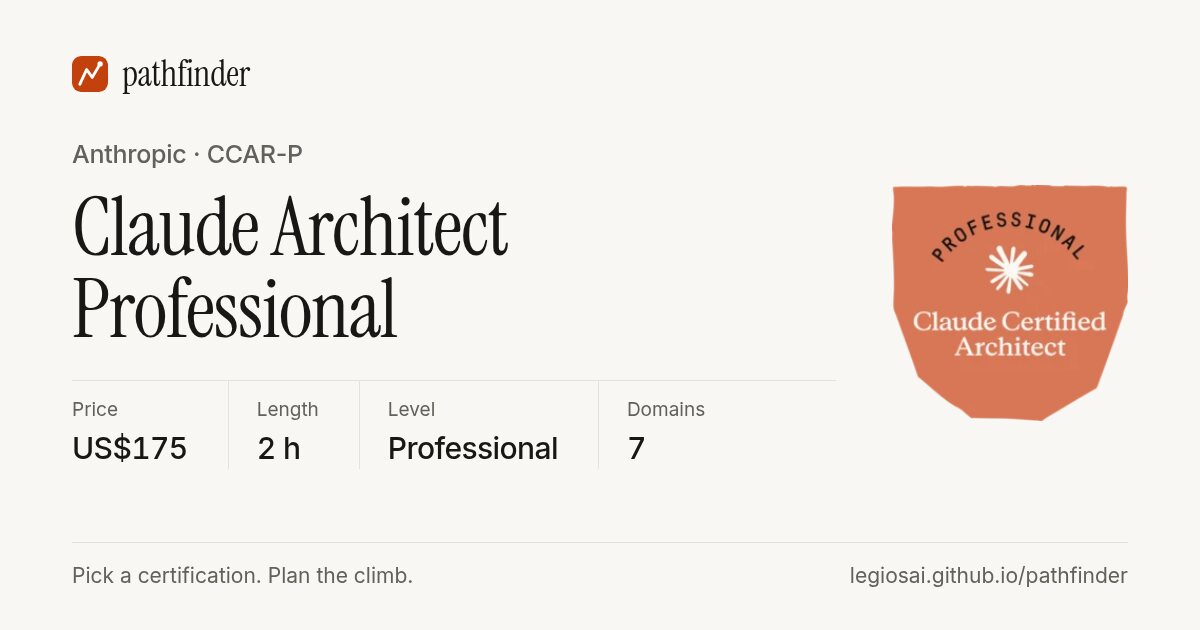 pathfinder
Anthropic · CCAR-P
Claude Architect
Professional
Price
US$175
Length
2 h
Level
Professional
Domains
7
PROFESSIONAL
Claude Certified
Architect
Pick a certification. Plan the climb.
legiosai.github.io/pathfinder